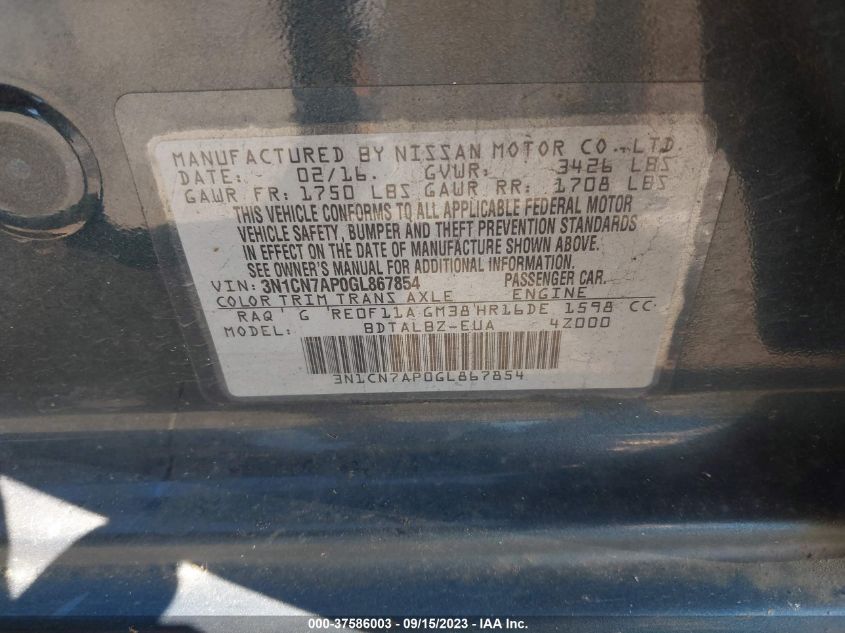 MANUFACTURED BY NISSAN MOTOR CO.,LTD.
DATE: 02/16. GVWR: 3426 LBS
GAWR FR: 1750 LBS GAWR RR: 1708 LBS
THIS VEHICLE CONFORMS TO ALL APPLICABLE FEDERAL MOTOR
VEHICLE SAFETY, BUMPER AND THEFT PREVENTION STANDARDS
IN EFFECT ON THE DATE OF MANUFACTURE SHOWN ABOVE.
SEE OWNER'S MANUAL FOR ADDITIONAL INFORMATION.
VIN: 3N1CN7AP0GL867854 PASSENGER CAR.
COLOR TRIM TRANS AXLE ENGINE
RAQ' G 'RE0F11A GM38'HR16DE 1598 CC
MODEL: BDTALBZ-EUA 4Z000
3N1CN7AP0GL867854
000-37586003 - 09/15/2023 - IAA Inc.